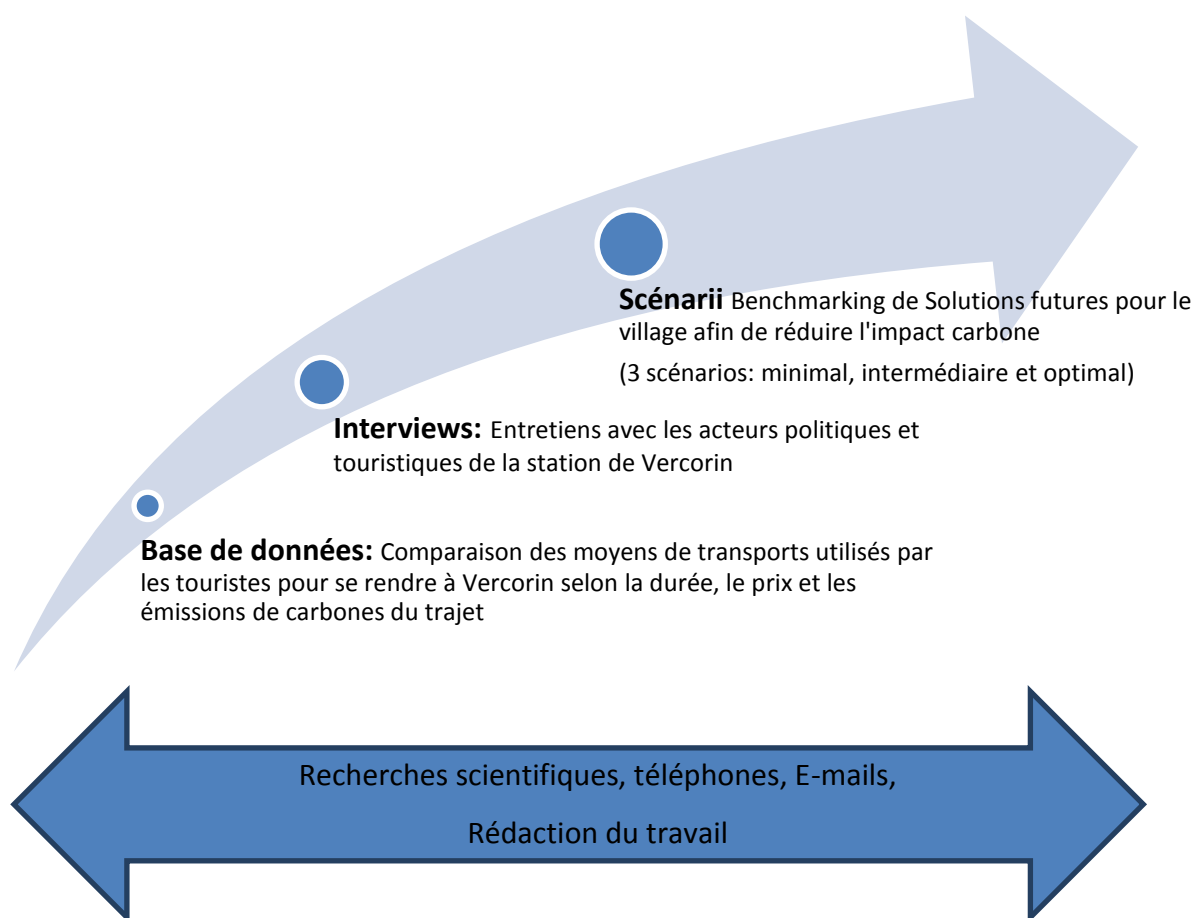 Scénarii Benchmarking de Solutions futures pour le
village afin de réduire l'impact carbone
(3 scénarios: minimal, intermédiaire et optimal)
Interviews: Entretiens avec les acteurs politiques et
touristiques de la station de Vercorin
Base de données: Comparaison des moyens de transports utilisés par
les touristes pour se rendre à Vercorin selon la durée, le prix et les
émissions de carbones du trajet
Recherches scientifiques, téléphones, E-mails,
Rédaction du travail